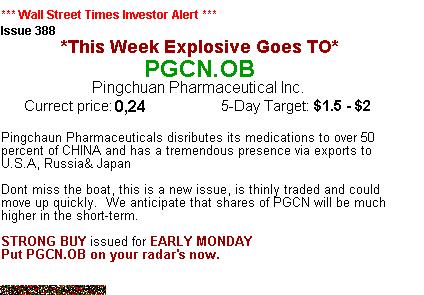 *** Wall Street Times Investor Alert ***
Issue 388
*This Week Explosive Goes TO*
PGCN.OB
Pingchuan Pharmaceutical Inc.
Currect price: 0,24 5-Day Target: $1.5 - $2
Pingchaun Pharmaceuticals disributes its medications to over 50
percent of CHINA and has a tremendous presence via exports to
U.S.A, Russia& Japan
Dont miss the boat, this is a new issue, is thinly traded and could
move up quickly. We anticipate that shares of PGCN will be much
higher in the short-term.
STRONG BUY issued for EARLY MONDAY
Put PGCN.OB on your radar's now.